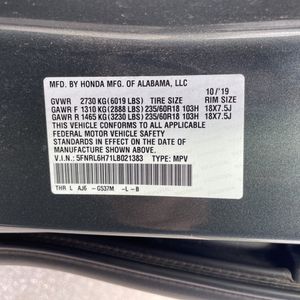 MFD. BY HONDA MFG. OF ALABAMA, LLC 10/'19
GVWR 2730 KG(6019 LBS) TIRE SIZE RIM SIZE
GAWR F 1310 KG(2888 LBS) 235/60R18 103H 18X7.5J
GAWR R 1465 KG(3230 LBS) 235/60R18 103H 18X7.5J
THIS VEHICLE CONFORMS TO ALL APPLICABLE
FEDERAL MOTOR VEHICLE SAFETY AND
THEFT PREVENTION STANDARDS IN EFFECT ON
THE DATE OF MANUFACTURE SHOWN ABOVE.
V.I.N.: 5FNRL6H71LB021383 TYPE: MPV
THR L AJ6 -G537M -L-B